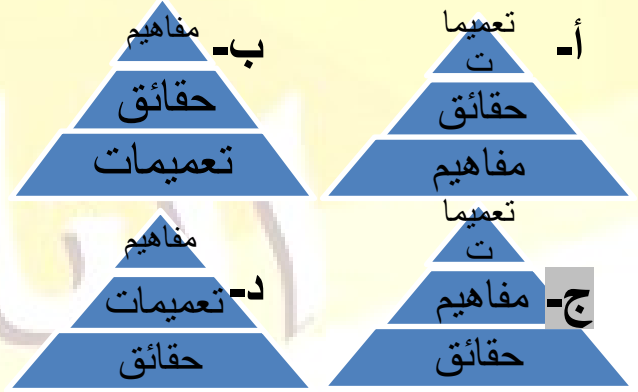 أ-
تعميما
ت
حقائق
مفاهيم
ب-
مفاهيم
حقائق
تعميمات
ج-
تعميما
ت
مفاهيم
حقائق
د-
مفاهيم
تعميمات
حقائق